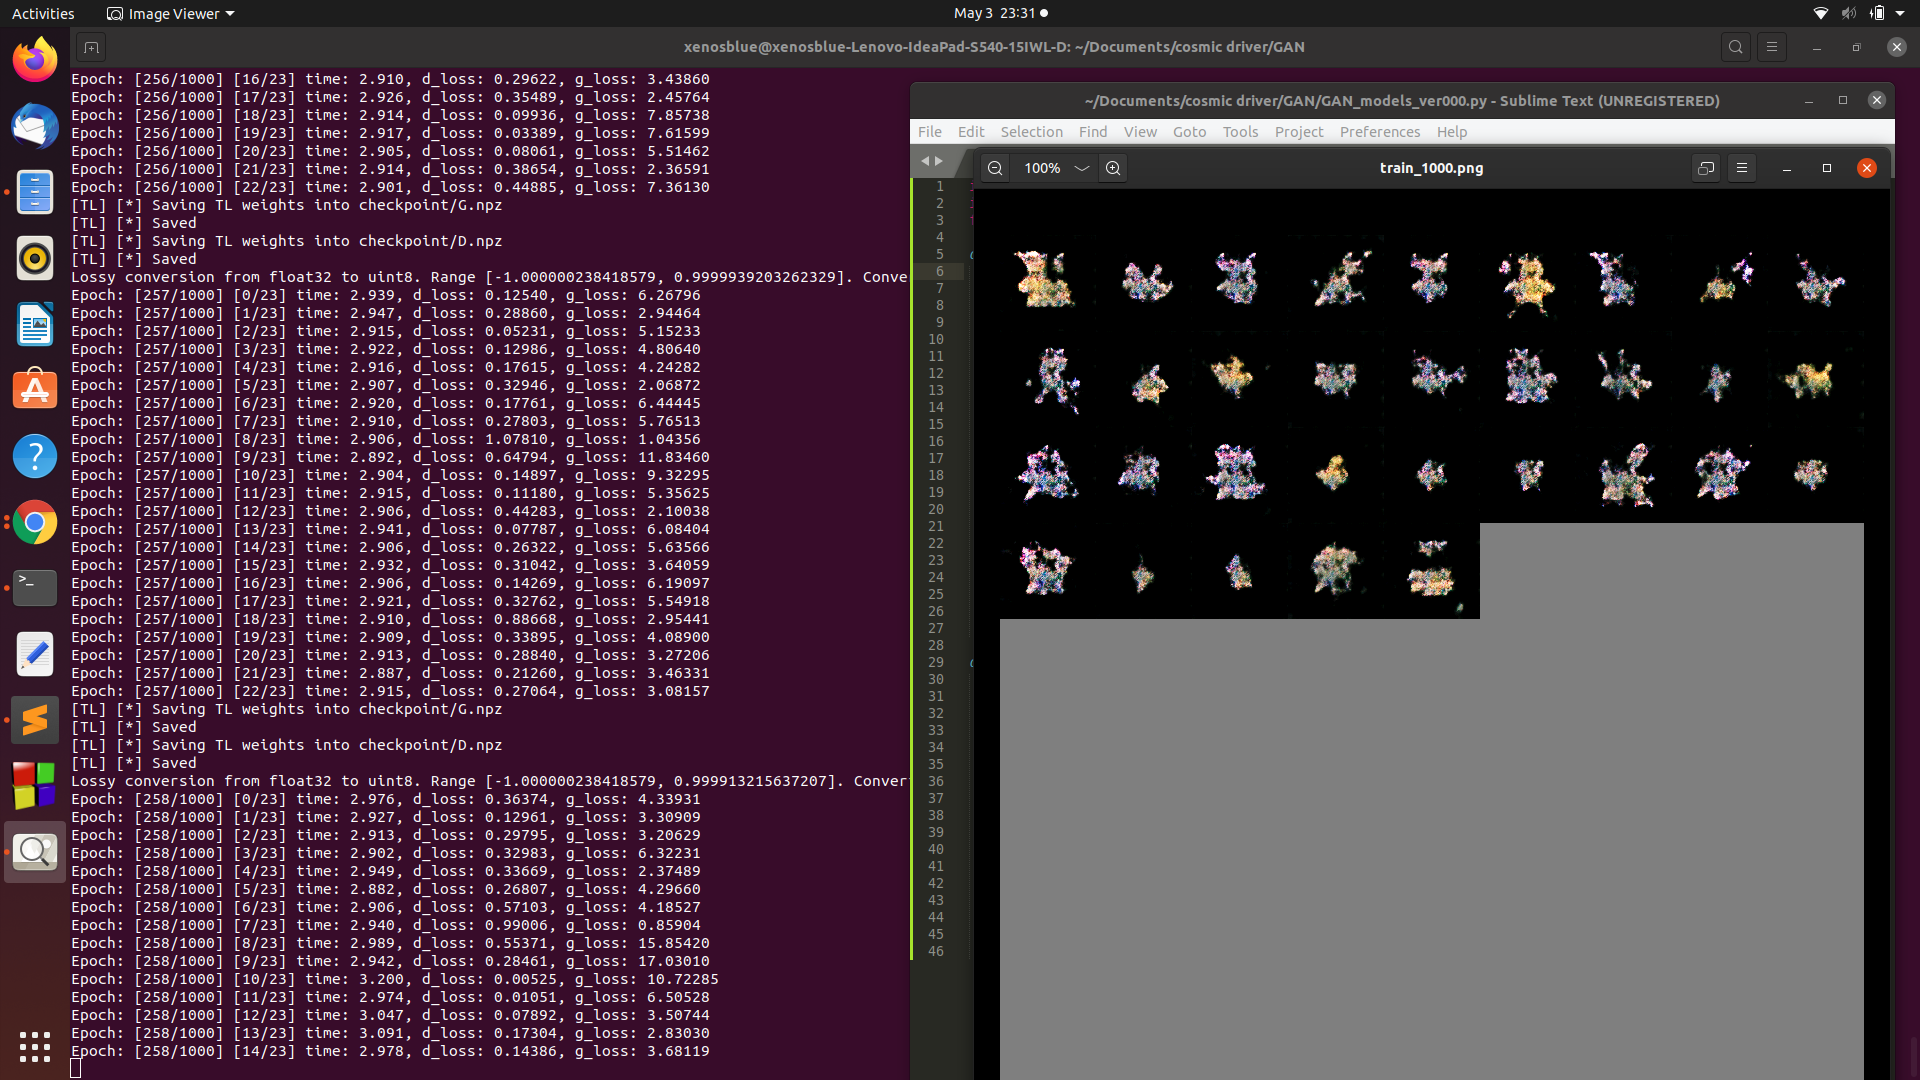 Activities
Image Viewer
May 3 23:31
xenosblue@xenosblue-Lenovo-IdeaPad-S540-15IWL-D: ~/Documents/cosmic driver/GAN
Epoch: [256/1000] [16/23] time: 2.910, d_loss: 0.29622, g_loss: 3.43860
Epoch: [256/1000] [17/23] time: 2.926, d_loss: 0.35489, g_loss: 2.45764
Epoch: [256/1000] [18/23] time: 2.914, d_loss: 0.09936, g_loss: 7.85738
Epoch: [256/1000] [19/23] time: 2.917, d_loss: 0.03389, g_loss: 7.61599
Epoch: [256/1000] [20/23] time: 2.905, d_loss: 0.08061, g_loss: 5.51462
Epoch: [256/1000] [21/23] time: 2.914, d_loss: 0.38654, g_loss: 2.36591
Epoch: [256/1000] [22/23] time: 2.901, d_loss: 0.44885, g_loss: 7.36130
[TL] [*] Saving TL weights into checkpoint/G.npz
[TL] [*] Saved
[TL] [*] Saving TL weights into checkpoint/D.npz
[TL] [*] Saved
Lossy conversion from float32 to uint8. Range [-1.000000238418579, 0.9999939203262329]. Conve
Epoch: [257/1000] [0/23] time: 2.939, d_loss: 0.12540, g_loss: 6.26796
Epoch: [257/1000] [1/23] time: 2.947, d_loss: 0.28860, g_loss: 2.94464
Epoch: [257/1000] [2/23] time: 2.915, d_loss: 0.05231, g_loss: 5.15233
Epoch: [257/1000] [3/23] time: 2.922, d_loss: 0.12986, g_loss: 4.80640
Epoch: [257/1000] [4/23] time: 2.916, d_loss: 0.17615, g_loss: 4.24282
Epoch: [257/1000] [5/23] time: 2.907, d_loss: 0.32946, g_loss: 2.06872
Epoch: [257/1000] [6/23] time: 2.920, d_loss: 0.17761, g_loss: 6.44445
Epoch: [257/1000] [7/23] time: 2.910, d_loss: 0.27803, g_loss: 5.76513
Epoch: [257/1000] [8/23] time: 2.906, d_loss: 1.07810, g_loss: 1.04356
Epoch: [257/1000] [9/23] time: 2.892, d_loss: 0.64794, g_loss: 11.83460
Epoch: [257/1000] [10/23] time: 2.904, d_loss: 0.14897, g_loss: 9.32295
Epoch: [257/1000] [11/23] time: 2.915, d_loss: 0.11180, g_loss: 5.35625
Epoch: [257/1000] [12/23] time: 2.906, d_loss: 0.44283, g_loss: 2.10038
Epoch: [257/1000] [13/23] time: 2.941, d_loss: 0.07787, g_loss: 6.08404
Epoch: [257/1000] [14/23] time: 2.906, d_loss: 0.26322, g_loss: 5.63566
Epoch: [257/1000] [15/23] time: 2.932, d_loss: 0.31042, g_loss: 3.64059
Epoch: [257/1000] [16/23] time: 2.906, d_loss: 0.14269, g_loss: 6.19097
Epoch: [257/1000] [17/23] time: 2.921, d_loss: 0.32762, g_loss: 5.54918
Epoch: [257/1000] [18/23] time: 2.910, d_loss: 0.88668, g_loss: 2.95441
Epoch: [257/1000] [19/23] time: 2.909, d_loss: 0.33895, g_loss: 4.08900
Epoch: [257/1000] [20/23] time: 2.913, d_loss: 0.28840, g_loss: 3.27206
Epoch: [257/1000] [21/23] time: 2.887, d_loss: 0.21260, g_loss: 3.46331
Epoch: [257/1000] [22/23] time: 2.915, d_loss: 0.27064, g_loss: 3.08157
[TL] [*] Saving TL weights into checkpoint/G.npz
[TL] [*] Saved
[TL] [*] Saving TL weights into checkpoint/D.npz
[TL] [*] Saved
Lossy conversion from float32 to uint8. Range [-1.000000238418579, 0.999913215637207]. Conver
Epoch: [258/1000] [0/23] time: 2.976, d_loss: 0.36374, g_loss: 4.33931
Epoch: [258/1000] [1/23] time: 2.927, d_loss: 0.12961, g_loss: 3.30909
Epoch: [258/1000] [2/23] time: 2.913, d_loss: 0.29795, g_loss: 3.20629
Epoch: [258/1000] [3/23] time: 2.902, d_loss: 0.32983, g_loss: 6.32231
Epoch: [258/1000] [4/23] time: 2.949, d_loss: 0.33669, g_loss: 2.37489
Epoch: [258/1000] [5/23] time: 2.882, d_loss: 0.26807, g_loss: 4.29660
Epoch: [258/1000] [6/23] time: 2.906, d_loss: 0.57103, g_loss: 4.18527
Epoch: [258/1000] [7/23] time: 2.940, d_loss: 0.99006, g_loss: 0.85904
Epoch: [258/1000] [8/23] time: 2.989, d_loss: 0.55371, g_loss: 15.85420
Epoch: [258/1000] [9/23] time: 2.942, d_loss: 0.28461, g_loss: 17.03010
Epoch: [258/1000] [10/23] time: 3.200, d_loss: 0.00525, g_loss: 10.72285
Epoch: [258/1000] [11/23] time: 2.974, d_loss: 0.01051, g_loss: 6.50528
Epoch: [258/1000] [12/23] time: 3.047, d_loss: 0.07892, g_loss: 3.50744
Epoch: [258/1000] [13/23] time: 3.091, d_loss: 0.17304, g_loss: 2.83030
Epoch: [258/1000] [14/23] time: 2.978, d_loss: 0.14386, g_loss: 3.68119
~/Documents/cosmic driver/GAN/GAN_models_ver000.py - Sublime Text (UNREGISTERED)
File Edit Selection Find View Goto Tools Project Preferences Help
100%
train_1000.png
1
2
3
4
5
6
7
8
9
10
11
12
13
14
15
16
17
18
19
20
21
22
23
24
25
26
27
28
29
30
31
32
33
34
35
36
37
38
39
40
41
42
43
44
45
46